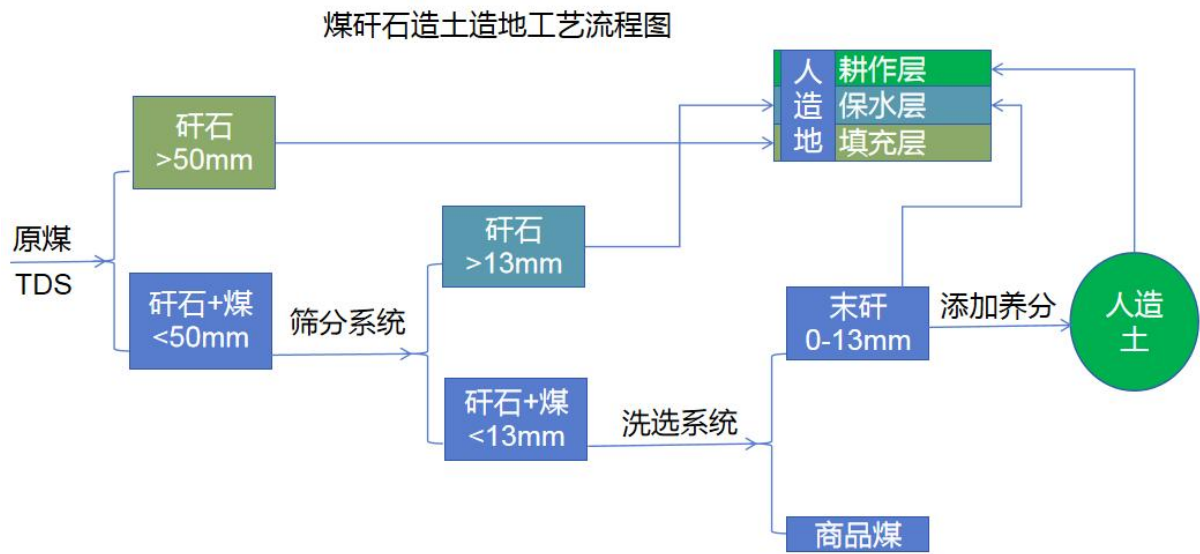 煤矸石造土造地工艺流程图
人造地
耕作层
保水层
填充层
矸石
>50mm
原煤
TDS
矸石+煤
<50mm
筛分系统
矸石
>13mm
矸石+煤
<13mm
洗选系统
末矸
0-13mm
添加养分
人造
土
商品煤